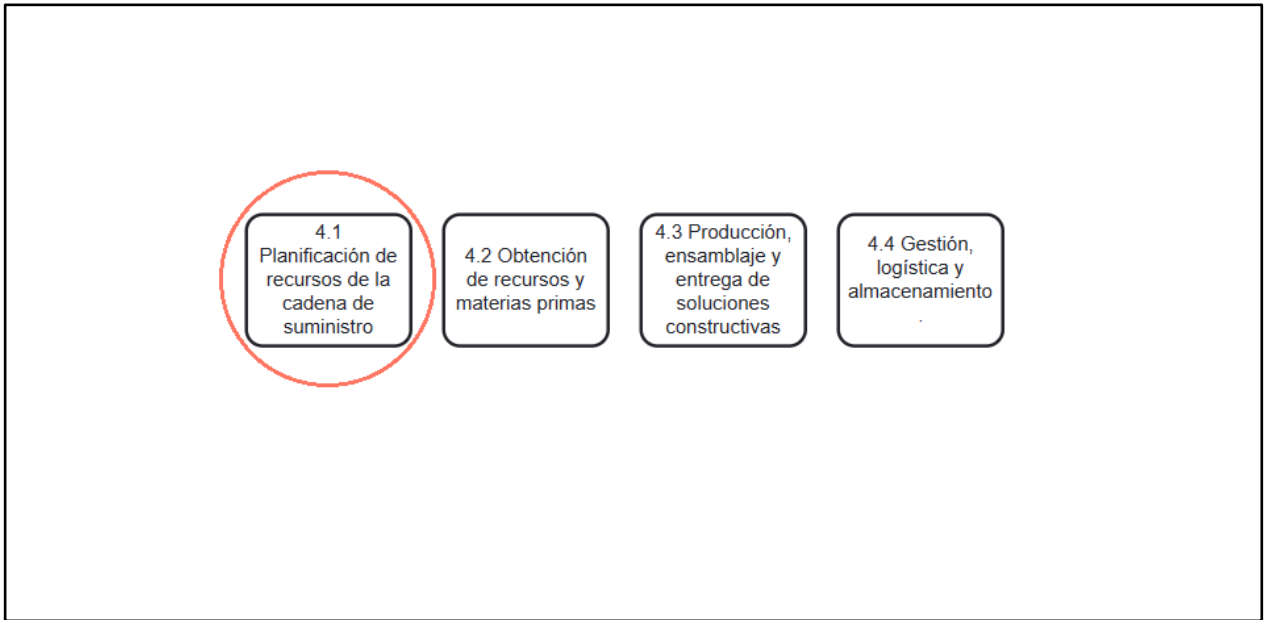 4.1
Planificación de
recursos de la
cadena de
suministro
4.2 Obtención
de recursos y
materias primas
4.3 Producción,
ensamblaje y
entrega de
soluciones
constructivas
4.4 Gestión,
logística y
almacenamiento
.